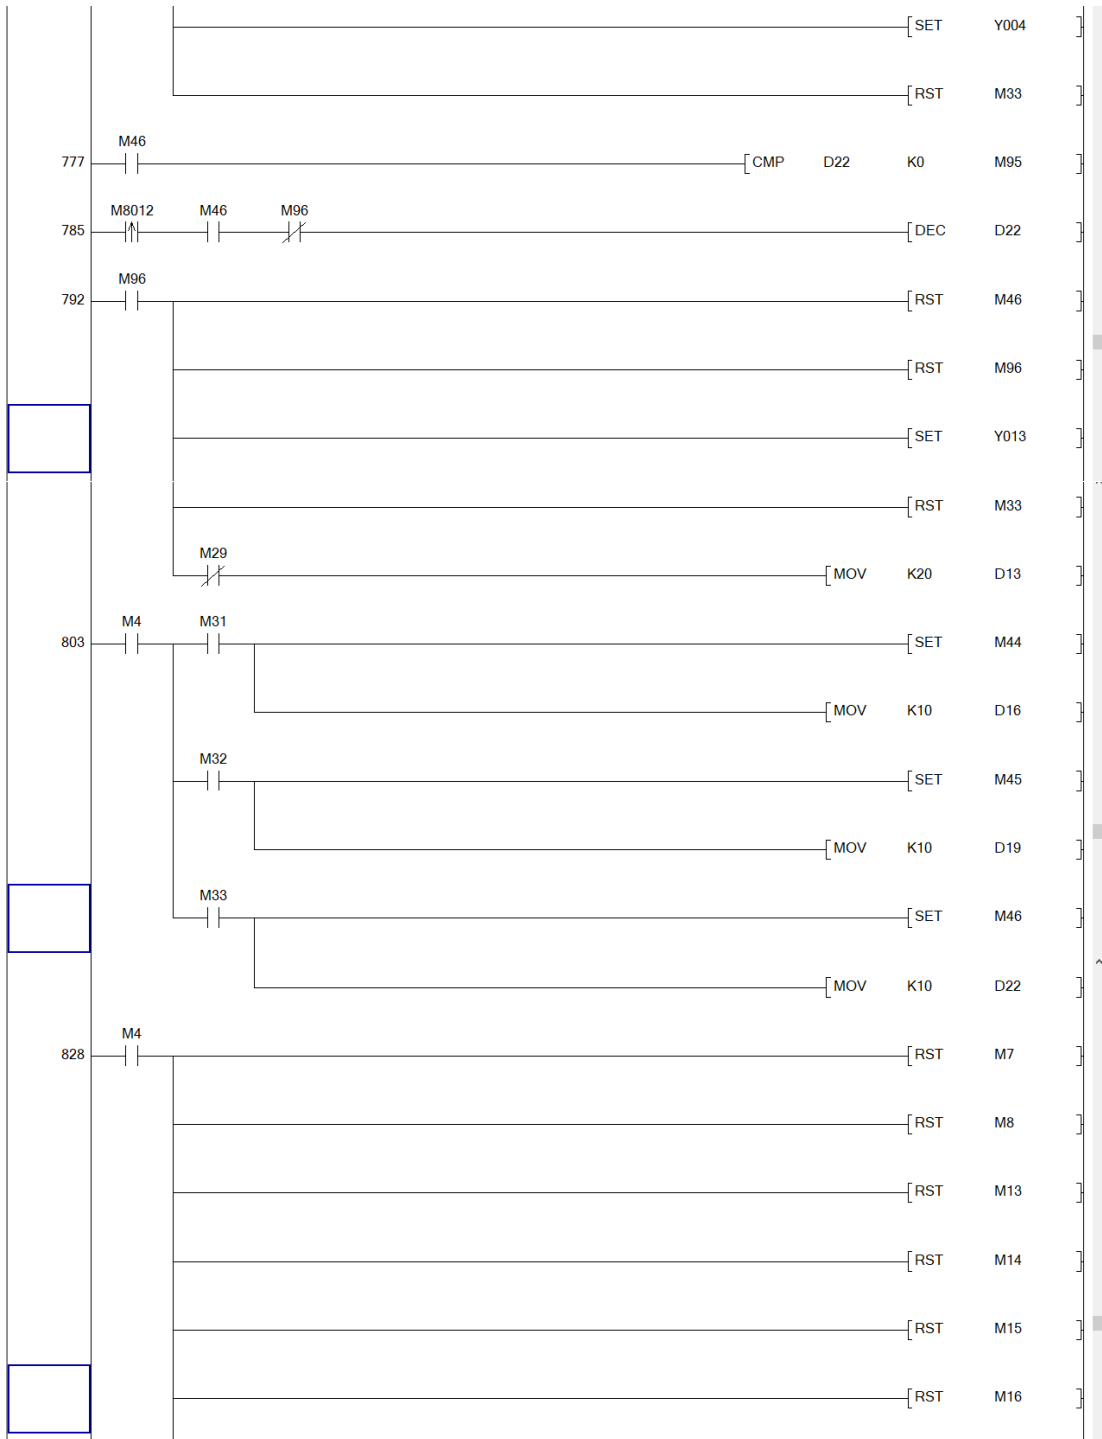 SET Y004
RST M33
M46
777 CMP D22 K0 M95
M8012 M46 M96
785 DEC D22
M96
792 RST M46
RST M96
SET Y013
RST M33
M29
MOV K20 D13
M4 M31
803 SET M44
MOV K10 D16
M32
SET M45
MOV K10 D19
M33
SET M46
MOV K10 D22
M4
828 RST M7
RST M8
RST M13
RST M14
RST M15
RST M16